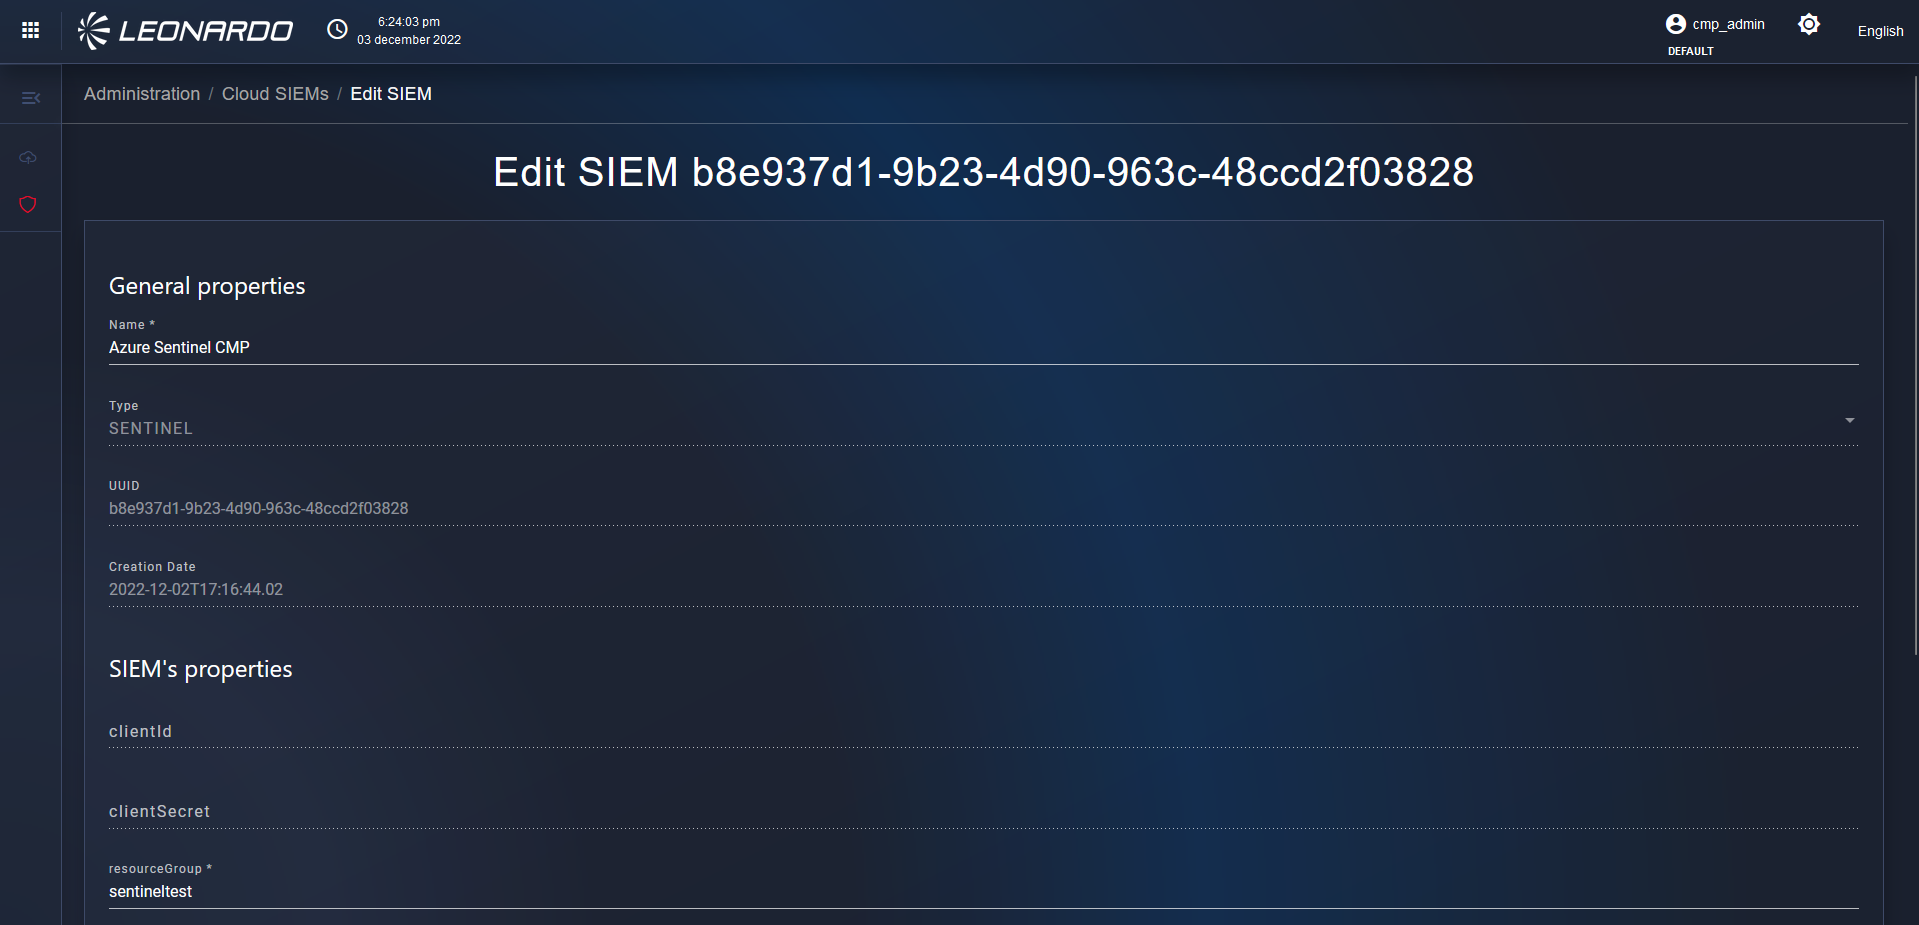 LEONARDO
6:24:03 pm
03 december 2022
cmp_admin
DEFAULT
English
Administration / Cloud SIEMs / Edit SIEM
Edit SIEM b8e937d1-9b23-4d90-963c-48ccd2f03828
General properties
Name *
Azure Sentinel CMP
Type
SENTINEL
UUID
b8e937d1-9b23-4d90-963c-48ccd2f03828
Creation Date
2022-12-02T17:16:44.02
SIEM's properties
clientId
clientSecret
resourceGroup *
sentineltest